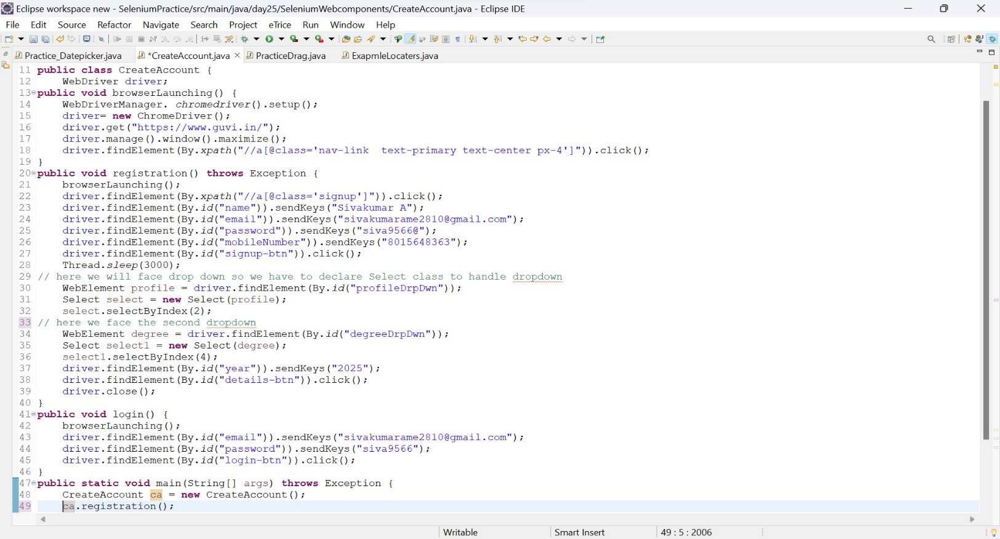 Eclipse workspace new - SeleniumPractice/src/main/java/day25/SeleniumWebcomponents/CreateAccount.java - Eclipse IDE
File Edit Source Refactor Navigate Search Project eTrice Run Window Help
Practice_Datepicker.java *CreateAccount.java PracticeDrag.java ExapmleLocaters.java
11 public class CreateAccount {
12     WebDriver driver;
13 public void browserLaunching() {
14     WebDriverManager. chromedriver().setup();
15     driver= new ChromeDriver();
16     driver.get("https://www.guvi.in/");
17     driver.manage().window().maximize();
18     driver.findElement(By.xpath("//a[@class='nav-link  text-primary text-center px-4']")).click();
19 }
20 public void registration() throws Exception {
21     browserLaunching();
22     driver.findElement(By.xpath("//a[@class='signup']")).click();
23     driver.findElement(By.id("name")).sendKeys("Sivakumar A");
24     driver.findElement(By.id("email")).sendKeys("sivakumarame2810@gmail.com");
25     driver.findElement(By.id("password")).sendKeys("siva9566@");
26     driver.findElement(By.id("mobileNumber")).sendKeys("8015648363");
27     driver.findElement(By.id("signup-btn")).click();
28     Thread.sleep(3000);
29 // here we will face drop down so we have to declare Select class to handle dropdown
30     WebElement profile = driver.findElement(By.id("profileDrpDwn"));
31     Select select = new Select(profile);
32     select.selectByIndex(2);
33 // here we face the second dropdown
34     WebElement degree = driver.findElement(By.id("degreeDrpDwn"));
35     Select select1 = new Select(degree);
36     select1.selectByIndex(4);
37     driver.findElement(By.id("year")).sendKeys("2025");
38     driver.findElement(By.id("details-btn")).click();
39     driver.close();
40 }
41 public void login() {
42     browserLaunching();
43     driver.findElement(By.id("email")).sendKeys("sivakumarame2810@gmail.com");
44     driver.findElement(By.id("password")).sendKeys("siva9566");
45     driver.findElement(By.id("login-btn")).click();
46 }
47 public static void main(String[] args) throws Exception {
48     CreateAccount ca = new CreateAccount();
49     ca.registration();
Writable Smart Insert 49 : 5 : 2006